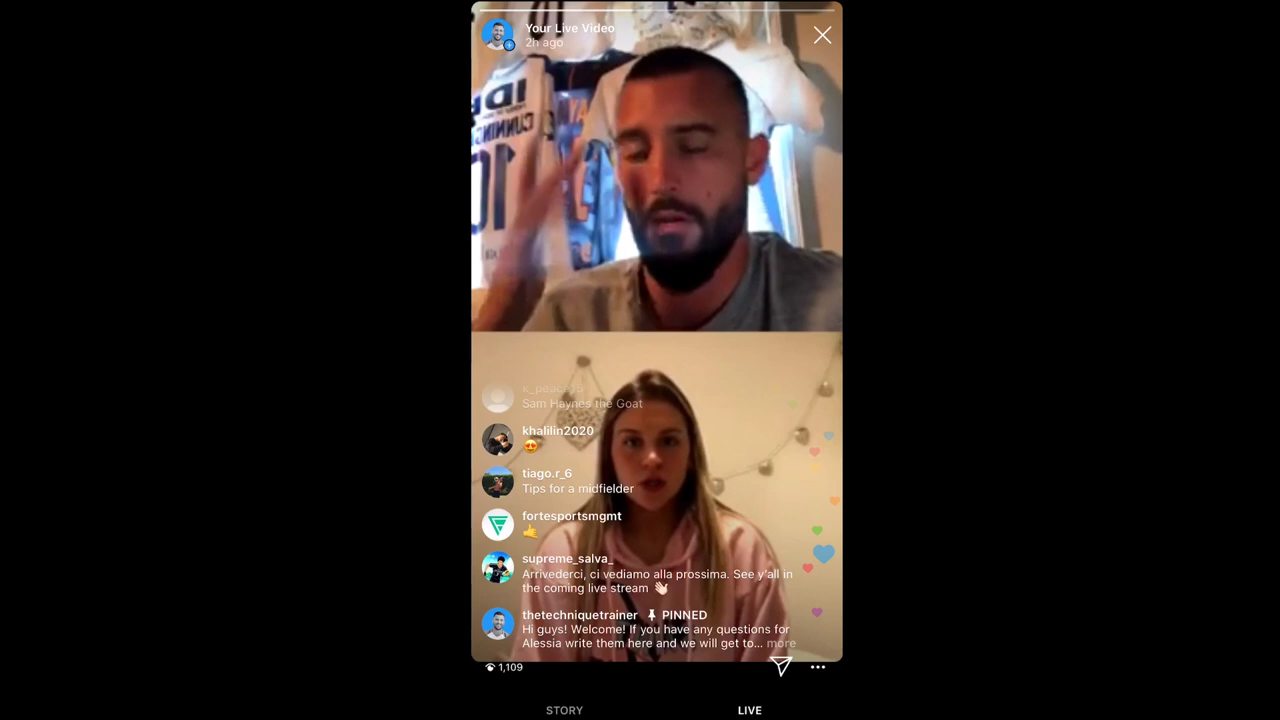 Your Live Video
2h ago
Sam Haynes the Goat
khalilin2020
😍
tiago.r_6
Tips for a midfielder
fortesportsmgmt
🤙
supreme_salva_
Arrivederci, ci vediamo alla prossima. See y'all in
the coming live stream 👋🏻
thetechniquetrainer PINNED
Hi guys! Welcome! If you have any questions for
Alessia write them here and we will get to... more
1,109
STORY
LIVE
10